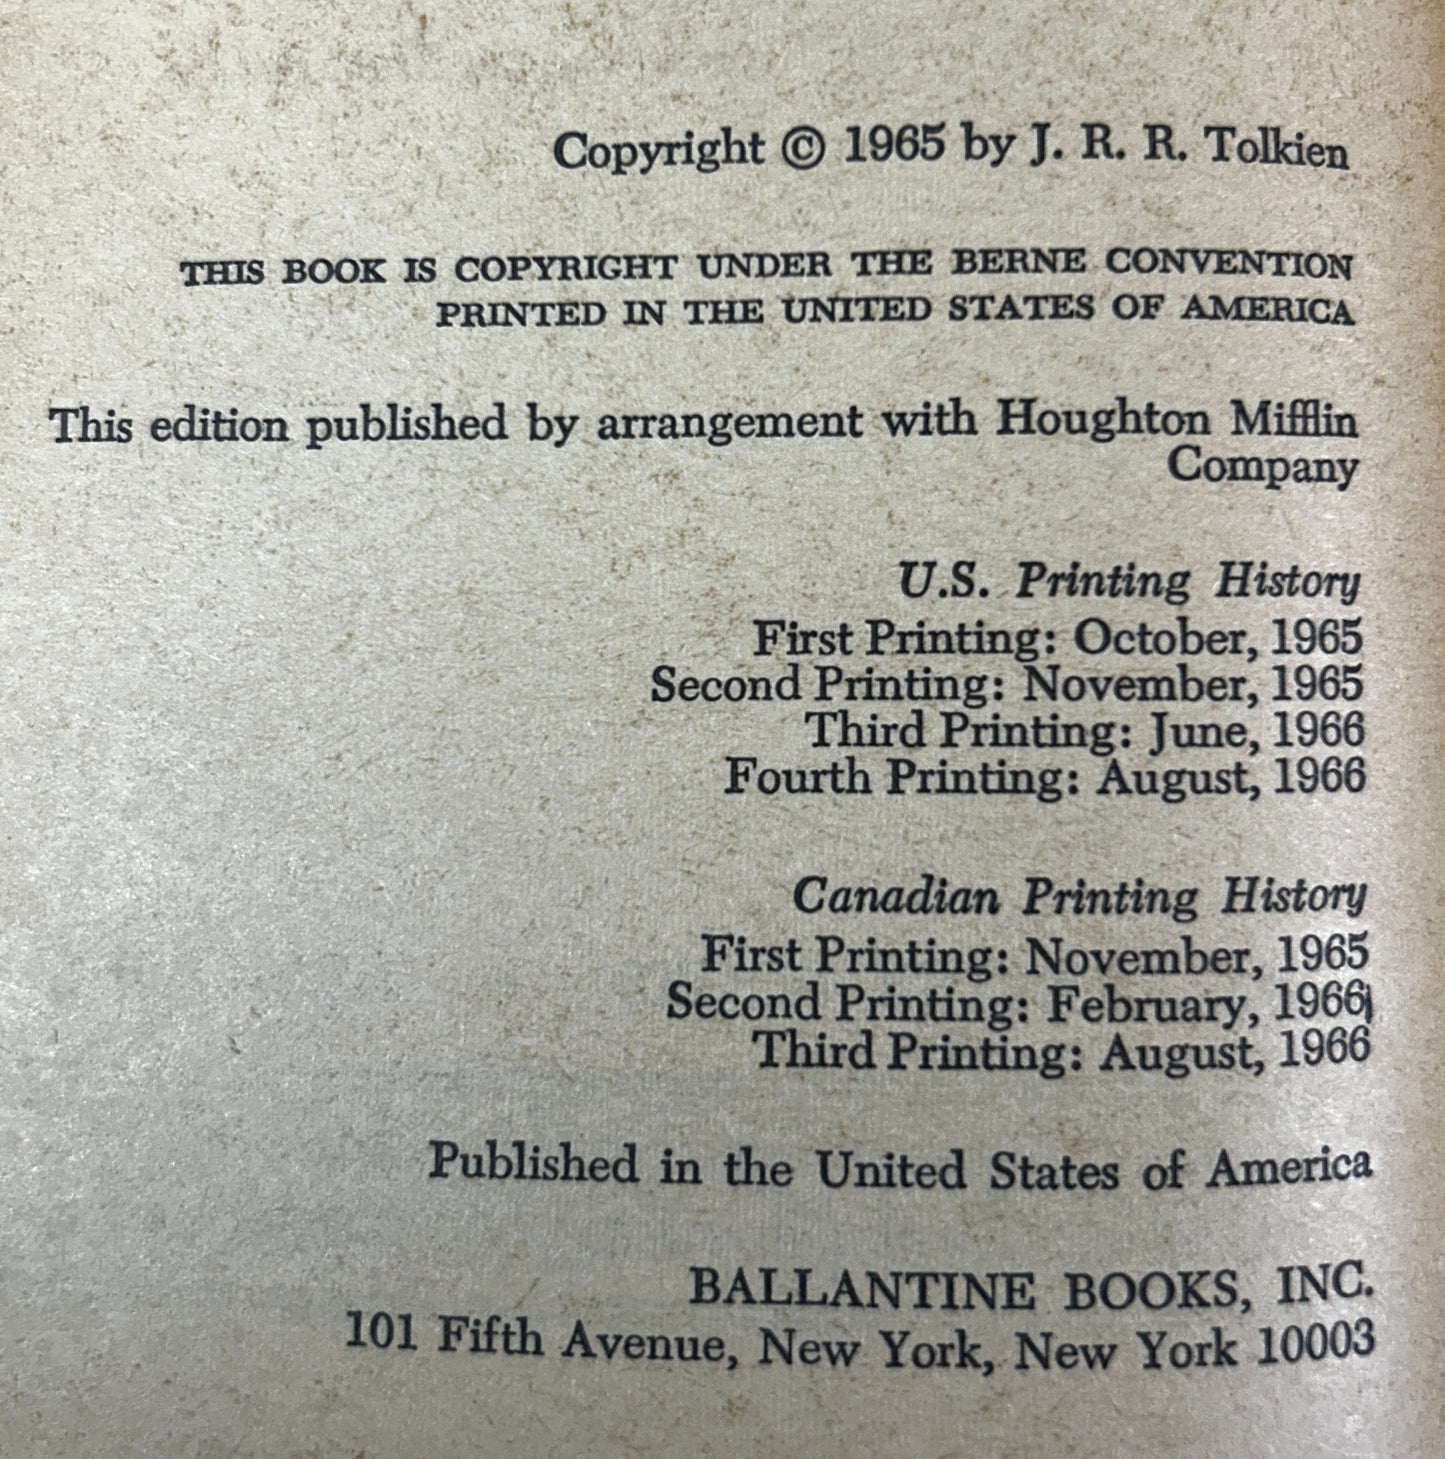 Copyright © 1965 by J. R. R. Tolkien
THIS BOOK IS COPYRIGHT UNDER THE BERNE CONVENTION
PRINTED IN THE UNITED STATES OF AMERICA
This edition published by arrangement with Houghton Mifflin
Company
U.S. Printing History
First Printing: October, 1965
Second Printing: November, 1965
Third Printing: June, 1966
Fourth Printing: August, 1966
Canadian Printing History
First Printing: November, 1965
Second Printing: February, 1966
Third Printing: August, 1966
Published in the United States of America
BALLANTINE BOOKS, INC.
101 Fifth Avenue, New York, New York 10003